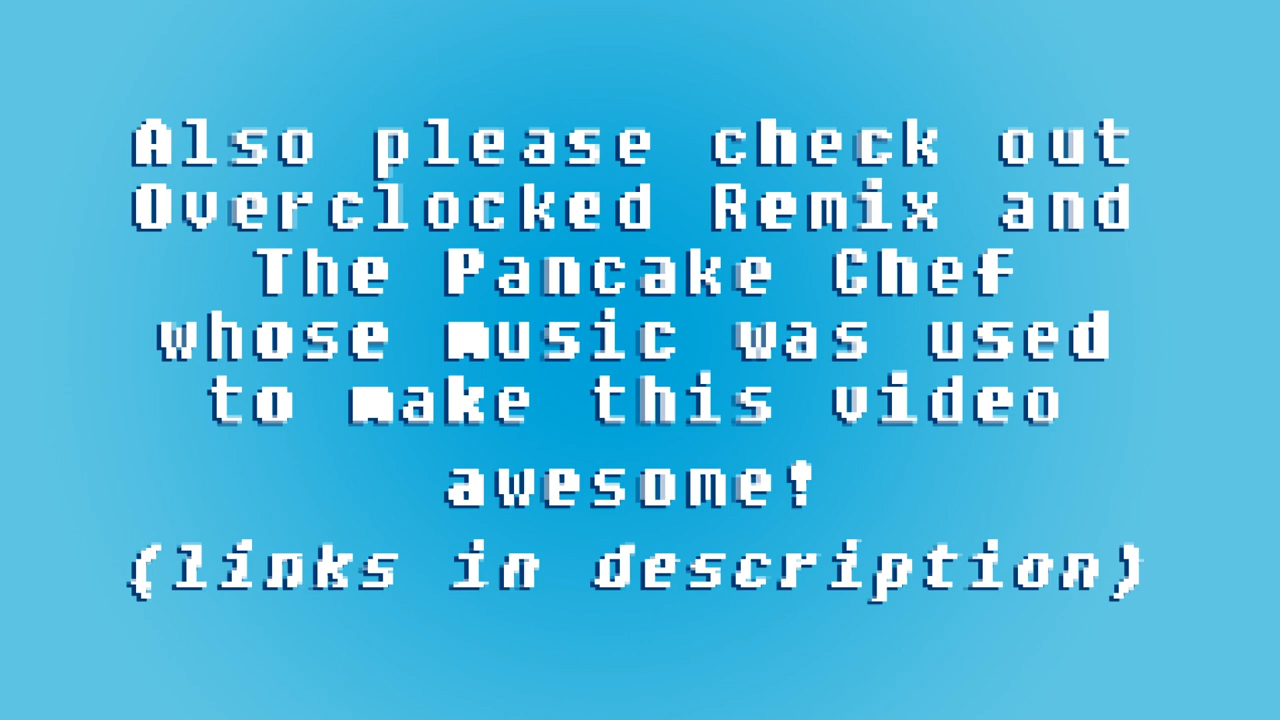 Also please check out
Overclocked Remix and
The Pancake Chef
whose music was used
to make this video
awesome!
(links in description)